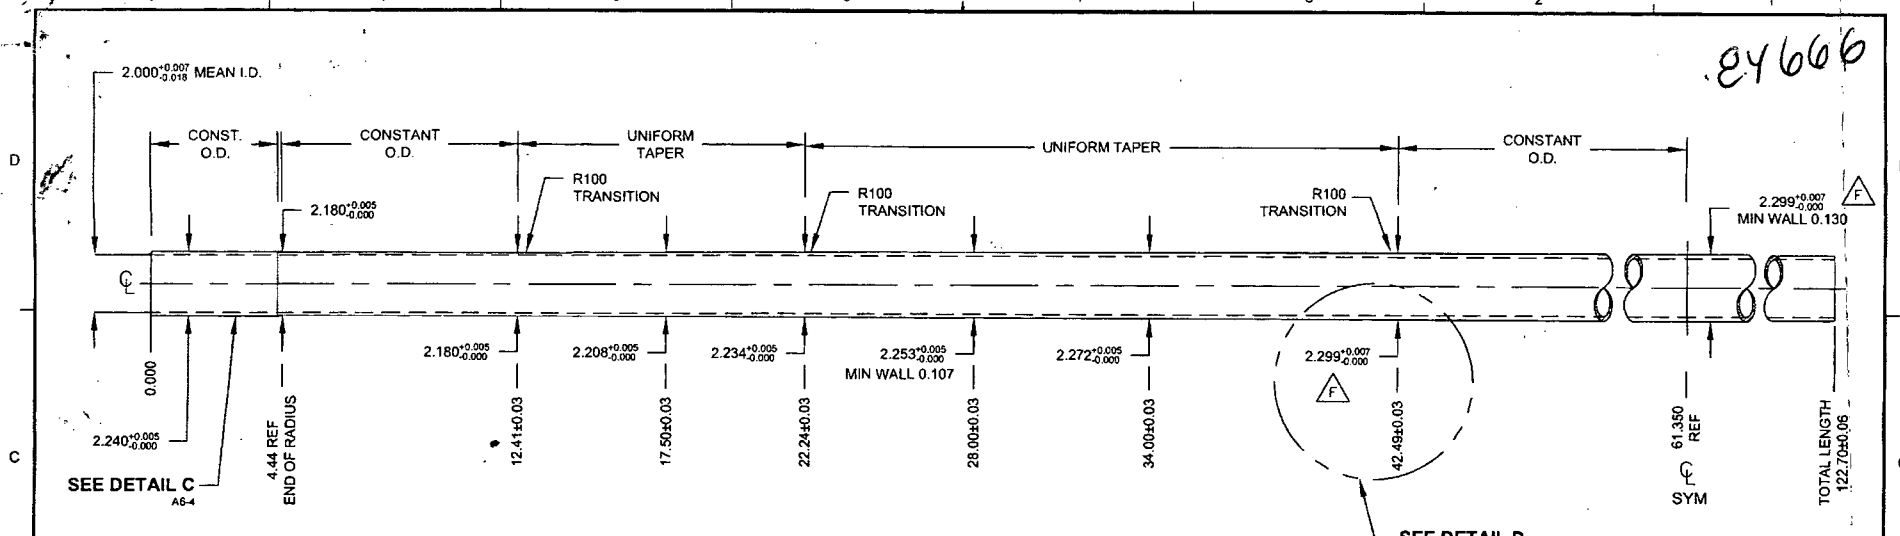 2
84666
2.000 +0.007 -0.018 MEAN I.D.
CONST. O.D.
CONSTANT O.D.
UNIFORM TAPER
UNIFORM TAPER
CONSTANT O.D.
D
R100 TRANSITION
R100 TRANSITION
R100 TRANSITION
2.180 +0.005 -0.000
2.299 +0.007 -0.000
MIN WALL 0.130
F
CL
2.180 +0.005 -0.000
2.208 +0.005 -0.000
2.234 +0.005 -0.000
2.253 +0.005 -0.000
MIN WALL 0.107
2.272 +0.005 -0.000
2.299 +0.007 -0.000
F
0.000
4.44 REF
END OF RADIUS
12.41±0.03
17.50±0.03
22.24±0.03
28.00±0.03
34.00±0.03
42.49±0.03
61.350 REF
CL
SYM
TOTAL LENGTH
122.70±0.06
2.240 +0.005 -0.000
C
SEE DETAIL C
A6-4